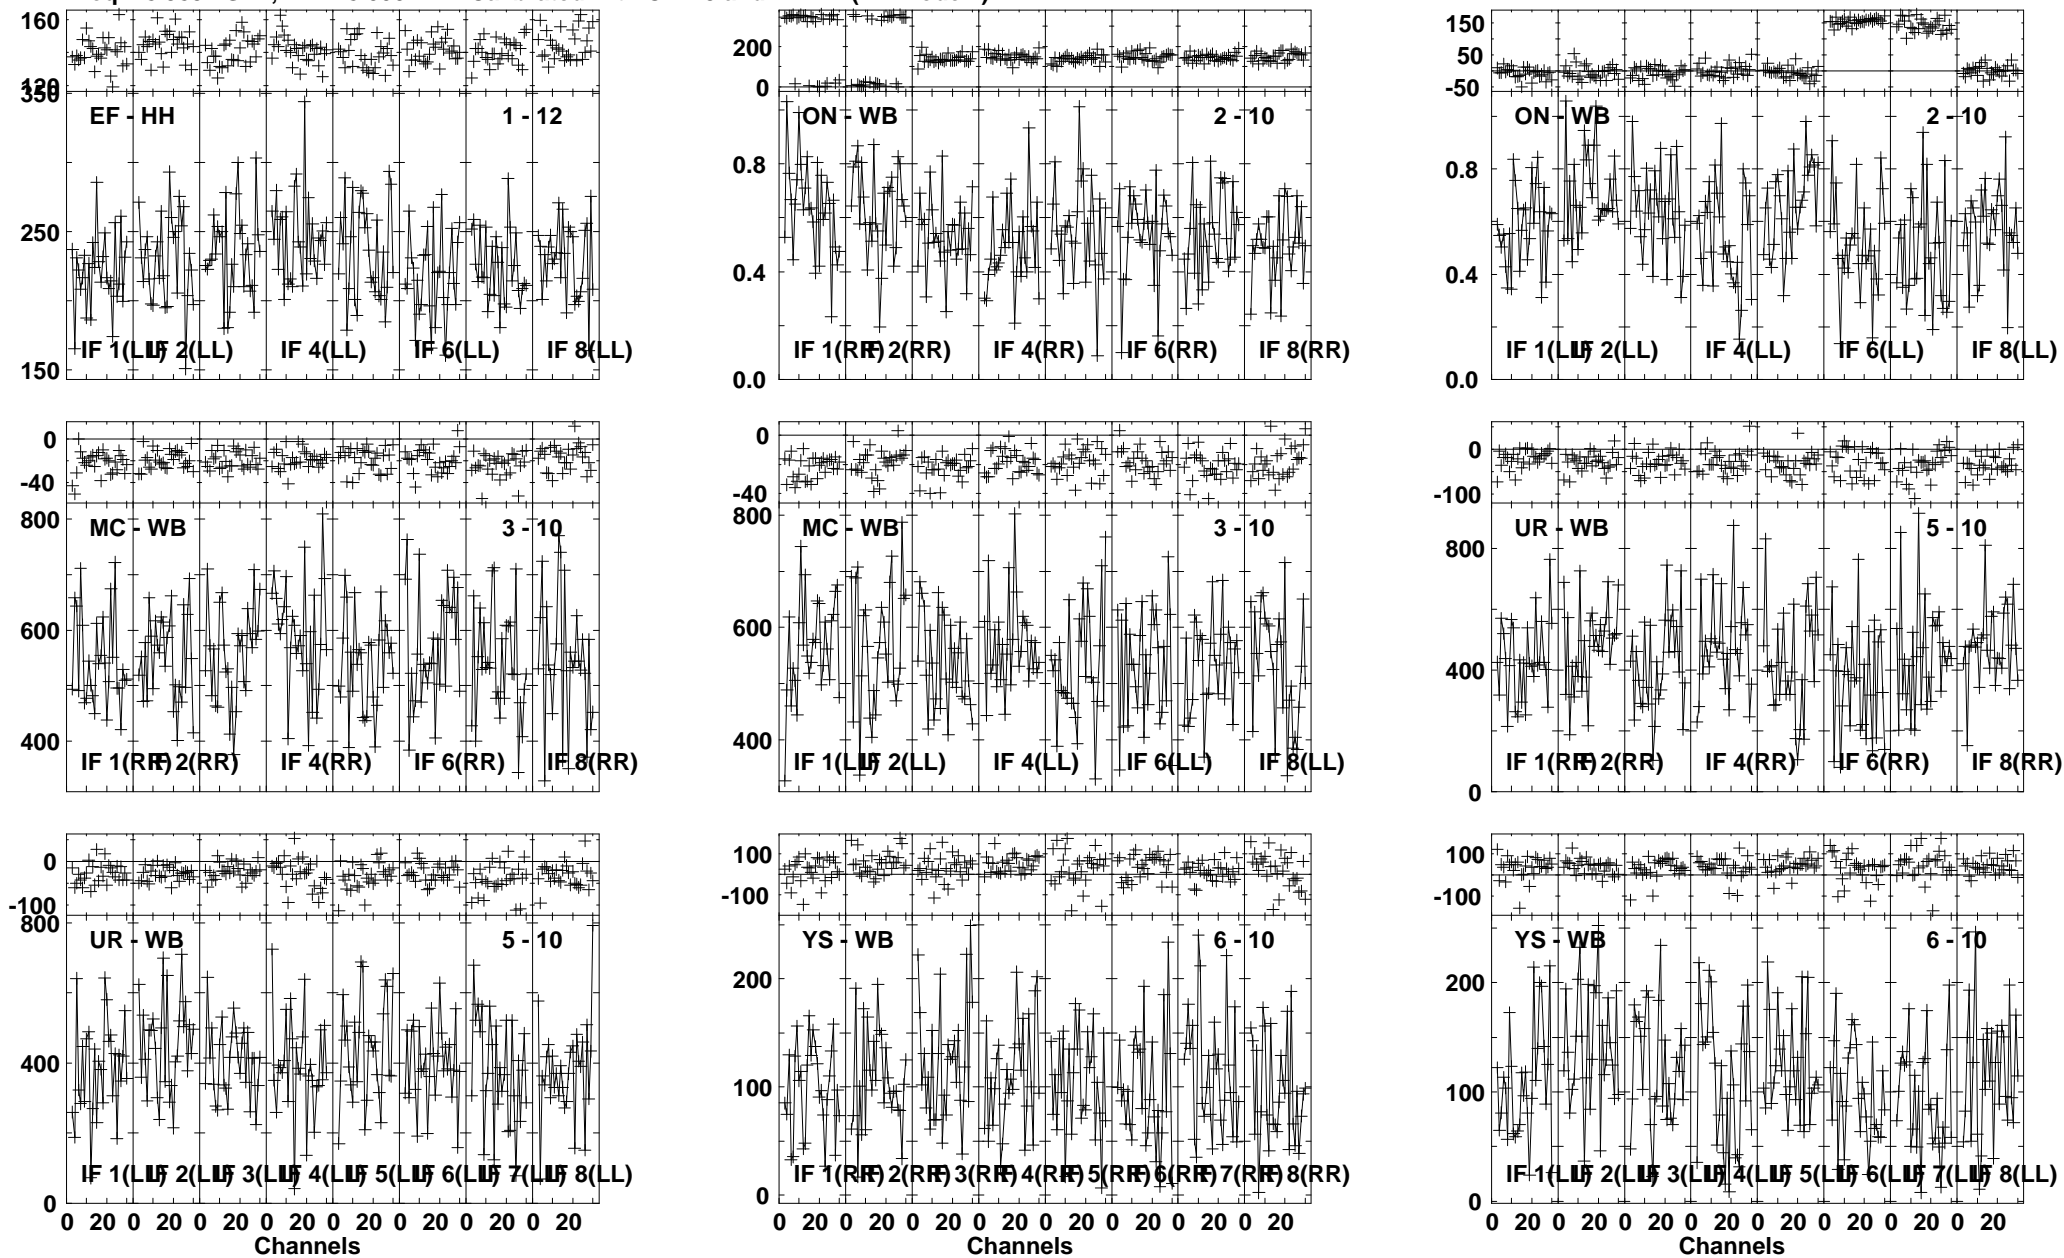 160
120
350
EF - HH 1 - 12
250
IF 1(LL) IF 2(LL) IF 4(LL) IF 6(LL) IF 8(LL)
150
200
0
ON - WB 2 - 10
0.8
0.4
IF 1(RR) IF 2(RR) IF 4(RR) IF 6(RR) IF 8(RR)
0.0
150
50
-50
ON - WB 2 - 10
0.8
0.4
IF 1(LL) IF 2(LL) IF 4(LL) IF 6(LL) IF 8(LL)
0.0
0
-40
800
MC - WB 3 - 10
600
400
IF 1(RR) IF 2(RR) IF 4(RR) IF 6(RR) IF 8(RR)
0
-40
800
MC - WB 3 - 10
600
400
IF 1(LL) IF 2(LL) IF 4(LL) IF 6(LL) IF 8(LL)
0
-100
UR - WB 5 - 10
800
400
IF 1(RR) IF 2(RR) IF 4(RR) IF 6(RR) IF 8(RR)
0
0
-100
800
UR - WB 5 - 10
400
IF 1(LL) IF 2(LL) IF 3(LL) IF 4(LL) IF 5(LL) IF 6(LL) IF 7(LL) IF 8(LL)
0
0 20 0 20 0 20 0 20 0 20 0 20 0 20 0 20
Channels
100
-100
YS - WB 6 - 10
200
100
IF 1(RR) IF 2(RR) IF 3(RR) IF 4(RR) IF 5(RR) IF 6(RR) IF 7(RR) IF 8(RR)
0
0 20 0 20 0 20 0 20 0 20 0 20 0 20 0 20
Channels
100
-100
YS - WB 6 - 10
200
100
IF 1(LL) IF 2(LL) IF 3(LL) IF 4(LL) IF 5(LL) IF 6(LL) IF 7(LL) IF 8(LL)
0
0 20 0 20 0 20 0 20 0 20 0 20 0 20 0 20
Channels